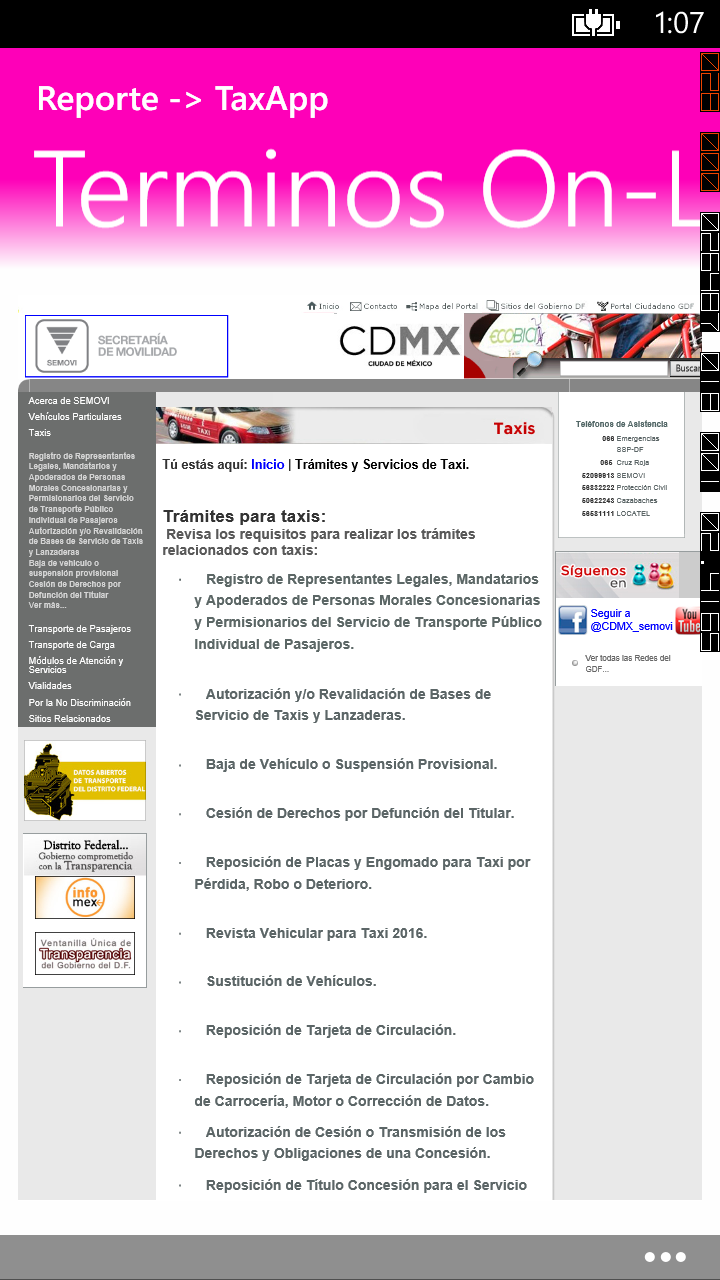 1:07
Reporte -> TaxApp
Terminos On-L
Inicio Contacto Mapa del Portal Sitios del Gobierno DF Portal Ciudadano GDF
SEMOVI
SECRETARÍA
DE MOVILIDAD
CDMX
CIUDAD DE MÉXICO
ECOBICI
Buscar
Acerca de SEMOVI
Vehículos Particulares
Taxis
Registro de Representantes
Legales, Mandatarios y
Apoderados de Personas
Morales Concesionarias y
Permisionarios del Servicio
de Transporte Público
Individual de Pasajeros
Autorización y/o Revalidación
de Bases de Servicio de Taxis
y Lanzaderas
Baja de vehículo o
suspensión provisional
Cesión de Derechos por
Defunción del Titular
Ver más...
Transporte de Pasajeros
Transporte de Carga
Módulos de Atención y
Servicios
Vialidades
Por la No Discriminación
Sitios Relacionados
DATOS ABIERTOS
DE TRANSPORTE
DEL DISTRITO FEDERAL
Distrito Federal...
Gobierno comprometido
con la Transparencia
info
mex
Ventanilla Única de
Transparencia
del Gobierno del D.F.
TAXI
Taxis
Tú estás aquí: Inicio | Trámites y Servicios de Taxi.
Trámites para taxis:
Revisa los requisitos para realizar los trámites
relacionados con taxis:
· Registro de Representantes Legales, Mandatarios
y Apoderados de Personas Morales Concesionarias
y Permisionarios del Servicio de Transporte Público
Individual de Pasajeros.
· Autorización y/o Revalidación de Bases de
Servicio de Taxis y Lanzaderas.
· Baja de Vehículo o Suspensión Provisional.
· Cesión de Derechos por Defunción del Titular.
· Reposición de Placas y Engomado para Taxi por
Pérdida, Robo o Deterioro.
· Revista Vehicular para Taxi 2016.
· Sustitución de Vehículos.
· Reposición de Tarjeta de Circulación.
· Reposición de Tarjeta de Circulación por Cambio
de Carrocería, Motor o Corrección de Datos.
· Autorización de Cesión o Transmisión de los
Derechos y Obligaciones de una Concesión.
· Reposición de Título Concesión para el Servicio
Teléfonos de Asistencia
066 Emergencias
SSP-DF
065 Cruz Roja
52099913 SEMOVI
56832222 Protección Civil
50622243 Cazabaches
56581111 LOCATEL
Síguenos
en
Seguir a
@CDMX_semovi
You
Tube
Ver todas las Redes del
GDF...